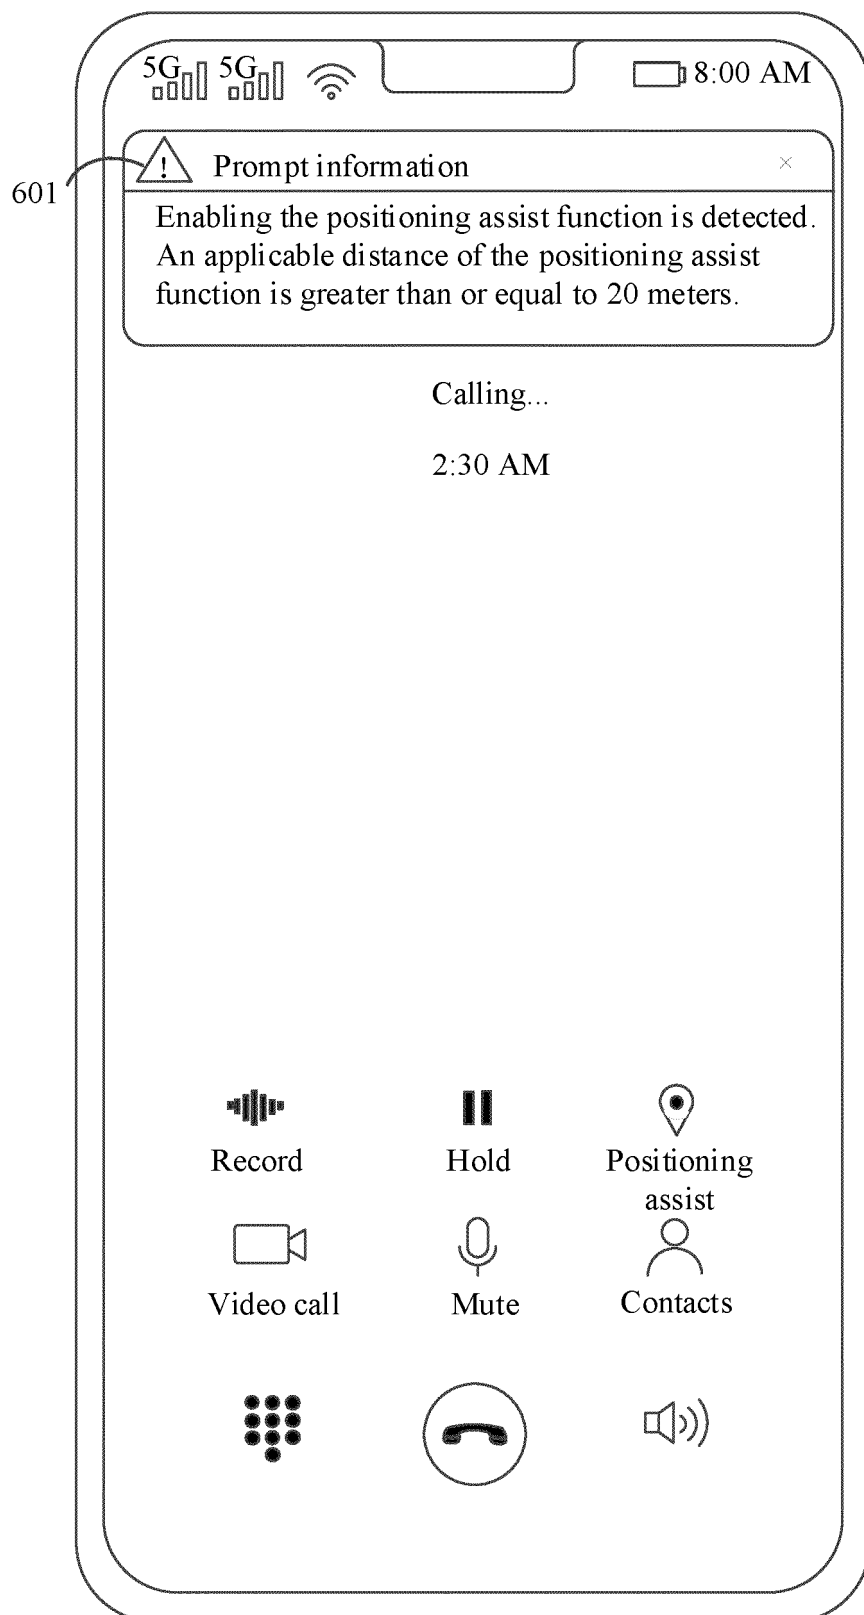 5G 5G 8:00 AM
601
! Prompt information ×
Enabling the positioning assist function is detected.
An applicable distance of the positioning assist
function is greater than or equal to 20 meters.
Calling...
2:30 AM
Record Hold Positioning
assist
Video call Mute Contacts